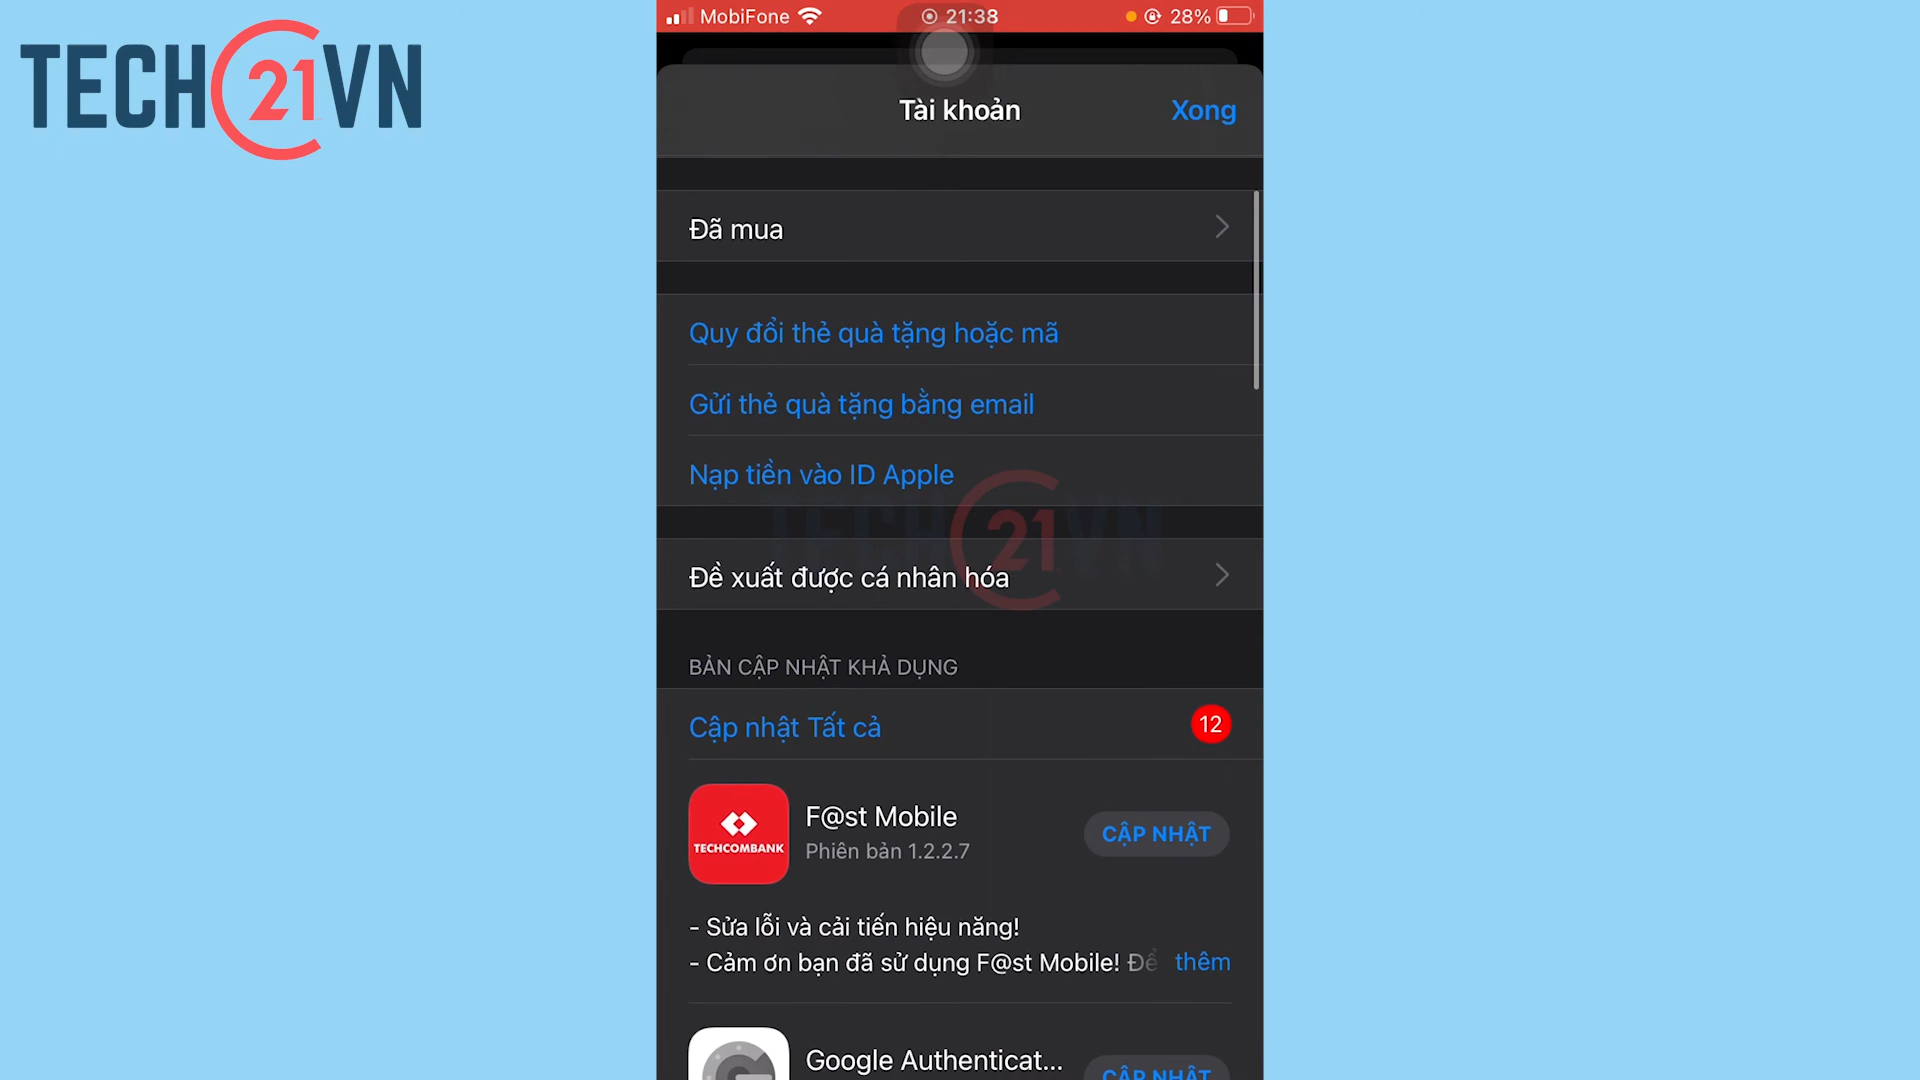 TECH21VN
MobiFone 21:38 28%
Tài khoản Xong
Đã mua
Quy đổi thẻ quà tặng hoặc mã
Gửi thẻ quà tặng bằng email
Nạp tiền vào ID Apple
TECH21VN
Đề xuất được cá nhân hóa
BẢN CẬP NHẬT KHẢ DỤNG
Cập nhật Tất cả 12
TECHCOMBANK
F@st Mobile
Phiên bản 1.2.2.7
CẬP NHẬT
- Sửa lỗi và cải tiến hiệu năng!
- Cảm ơn bạn đã sử dụng F@st Mobile! Để thêm
Google Authenticat...
CẬP NHẬT